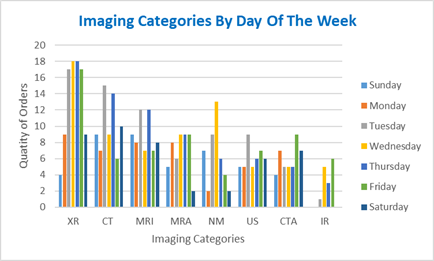 Imaging Categories By Day Of The Week
Quatity of Orders
20
18
16
14
12
10
8
6
4
2
0
XR CT MRI MRA NM US CTA IR
Imaging Categories
Sunday
Monday
Tuesday
Wednesday
Thursday
Friday
Saturday